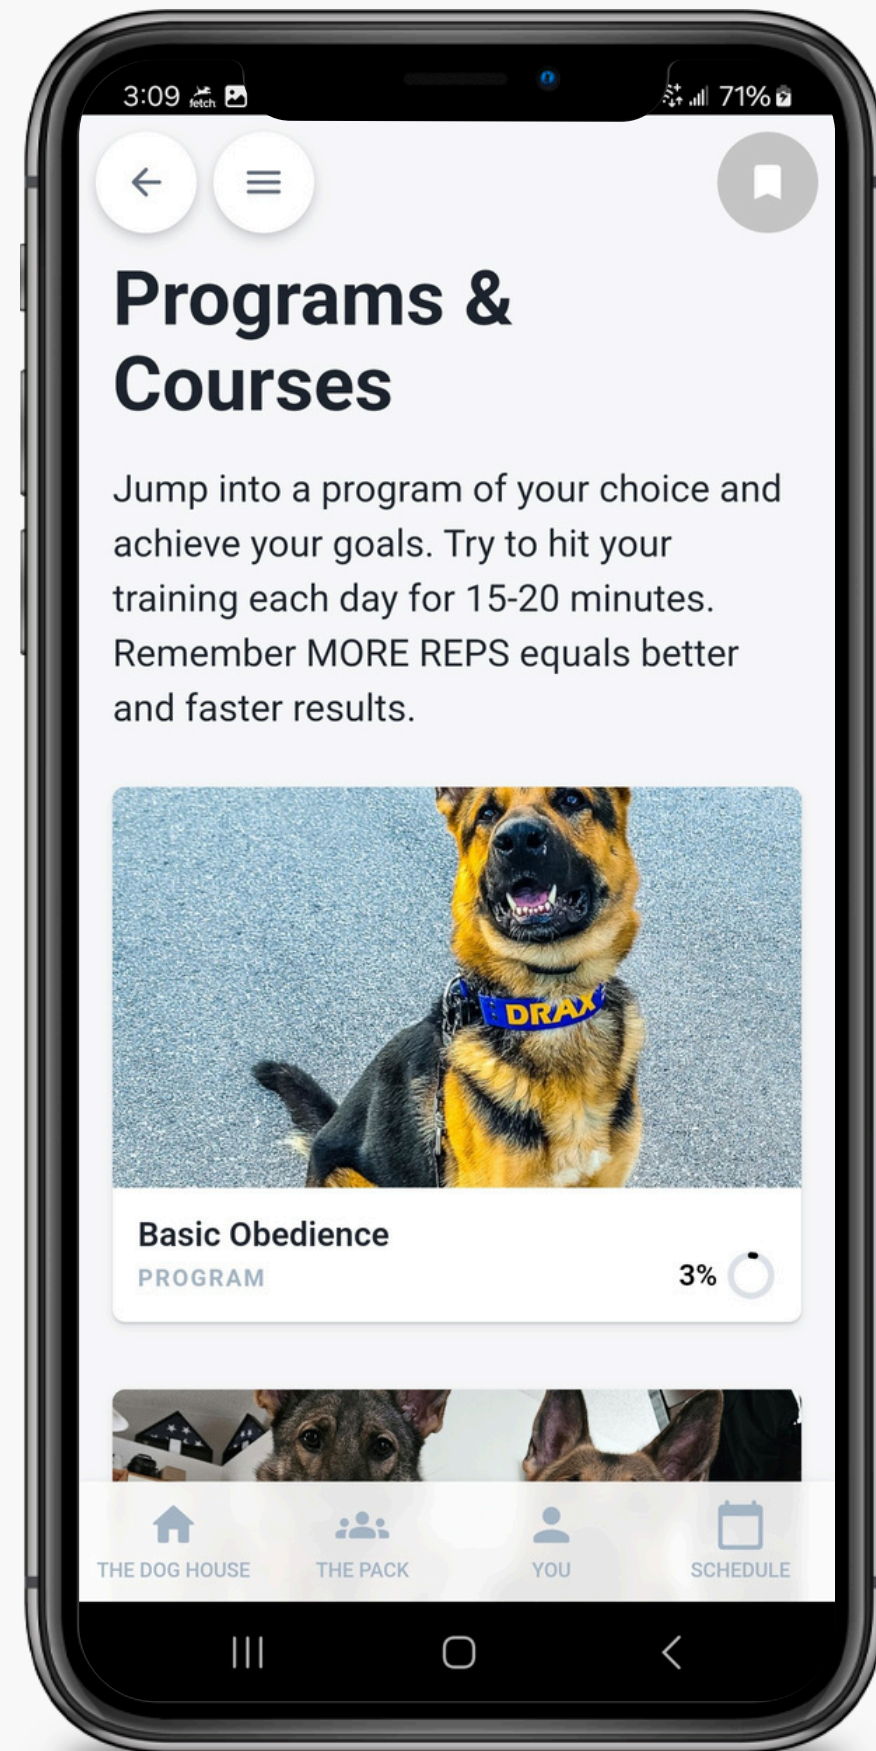 3:09 fetch 71%
Programs &
Courses
Jump into a program of your choice and
achieve your goals. Try to hit your
training each day for 15-20 minutes.
Remember MORE REPS equals better
and faster results.
DRAX
Basic Obedience
PROGRAM
3%
THE DOG HOUSE THE PACK YOU SCHEDULE